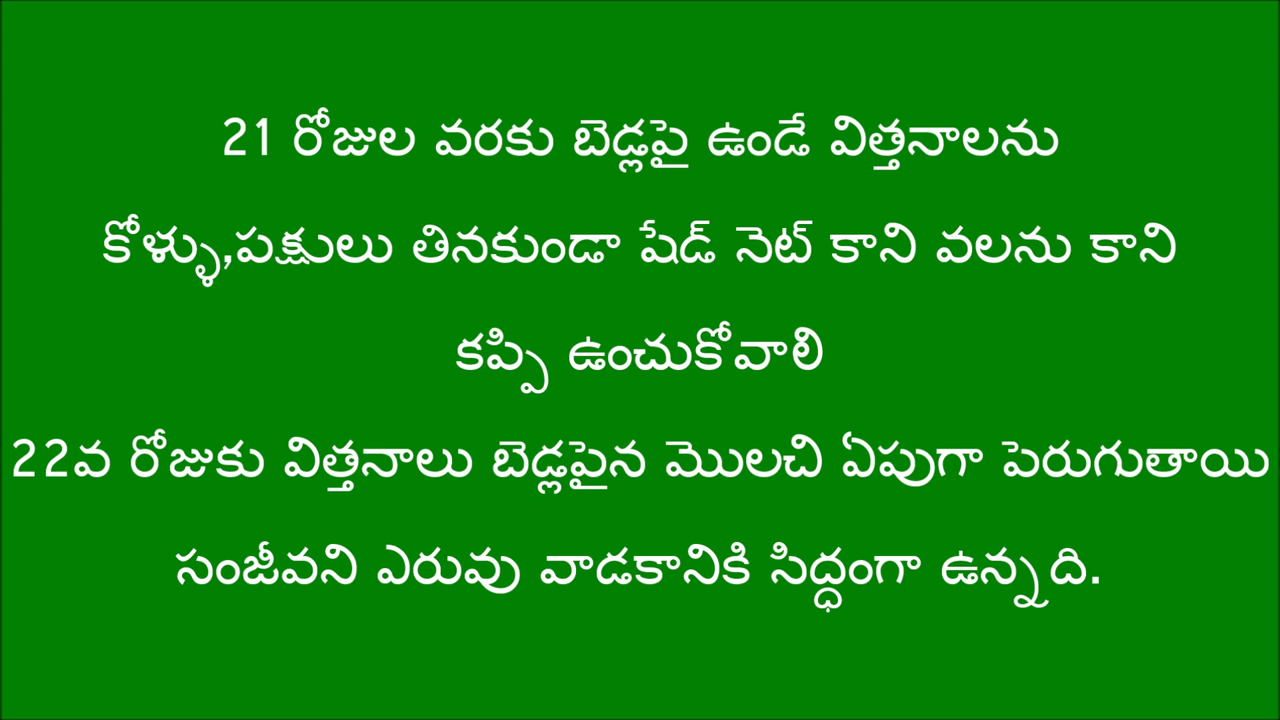 21 రోజుల వరకు బెడ్లపై ఉండే విత్తనాలను
కోళ్ళు,పక్షులు తినకుండా షేడ్ నెట్ కాని వలను కాని
కప్పి ఉంచుకోవాలి
22వ రోజుకు విత్తనాలు బెడ్లపైన మొలచి ఏపుగా పెరుగుతాయి
సంజీవని ఎరువు వాడకానికి సిద్ధంగా ఉన్నది.